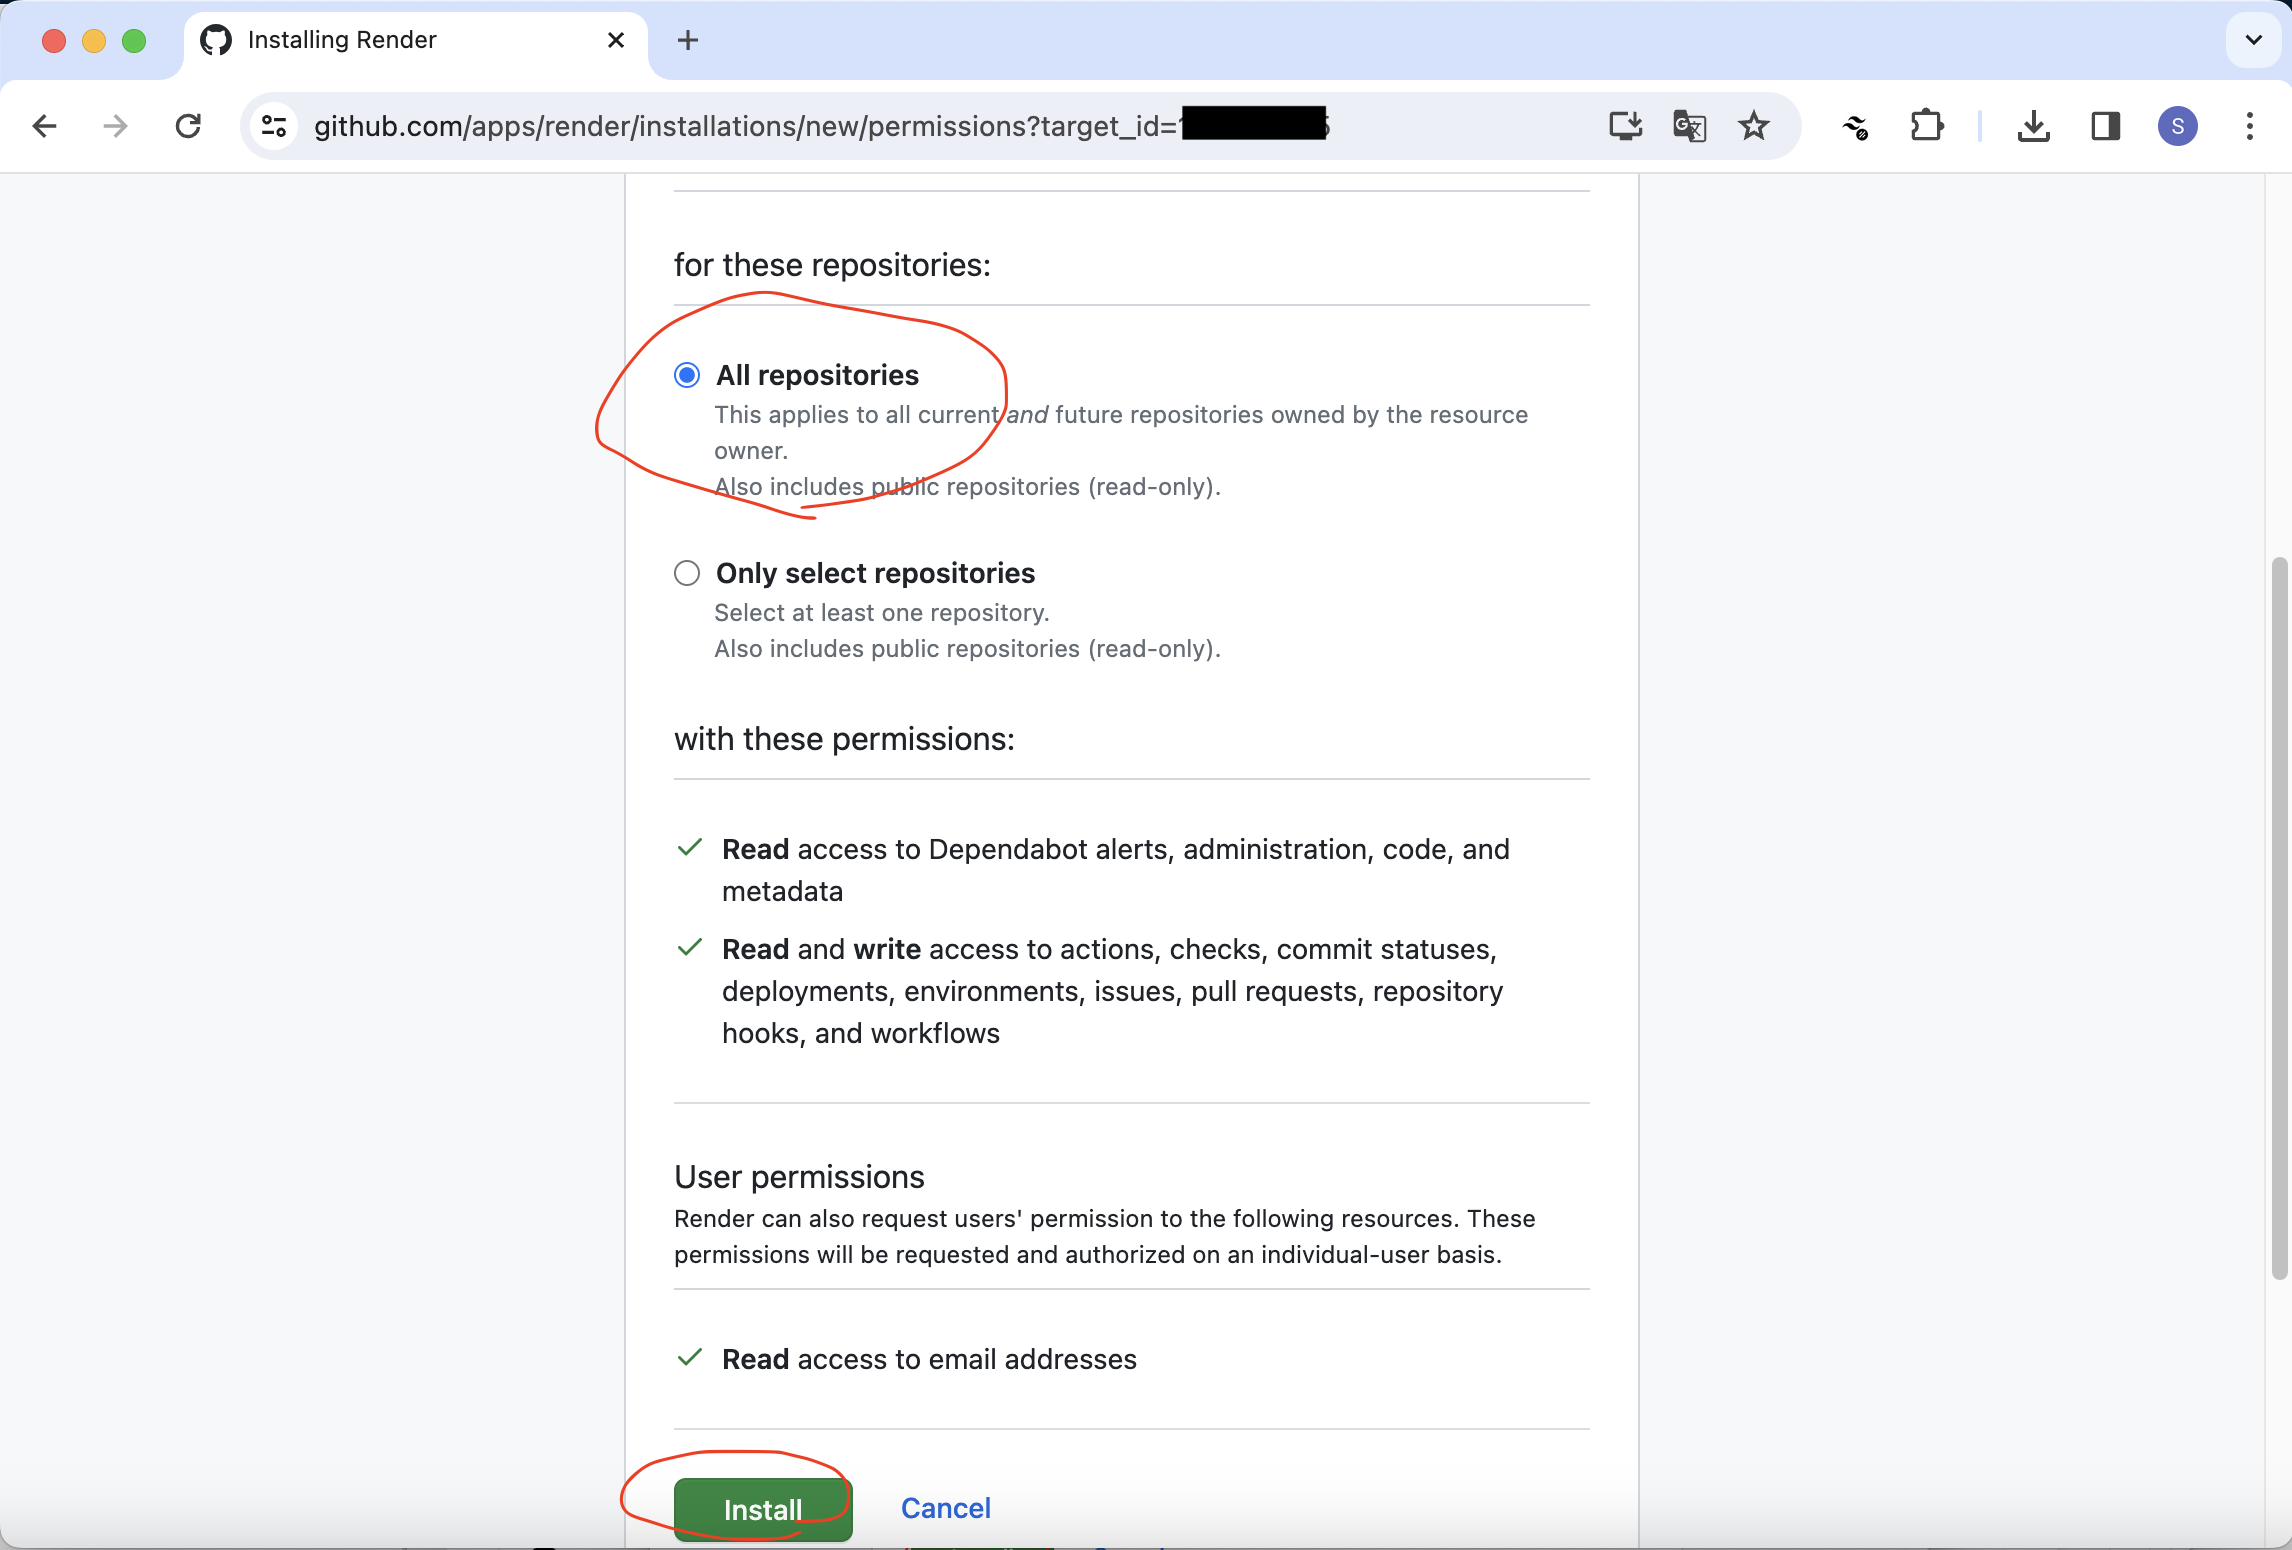 Installing Render
github.com/apps/render/installations/new/permissions?target_id=
S
for these repositories:
All repositories
This applies to all current and future repositories owned by the resource
owner.
Also includes public repositories (read-only).
Only select repositories
Select at least one repository.
Also includes public repositories (read-only).
with these permissions:
Read access to Dependabot alerts, administration, code, and
metadata
Read and write access to actions, checks, commit statuses,
deployments, environments, issues, pull requests, repository
hooks, and workflows
User permissions
Render can also request users' permission to the following resources. These
permissions will be requested and authorized on an individual-user basis.
Read access to email addresses
Install Cancel